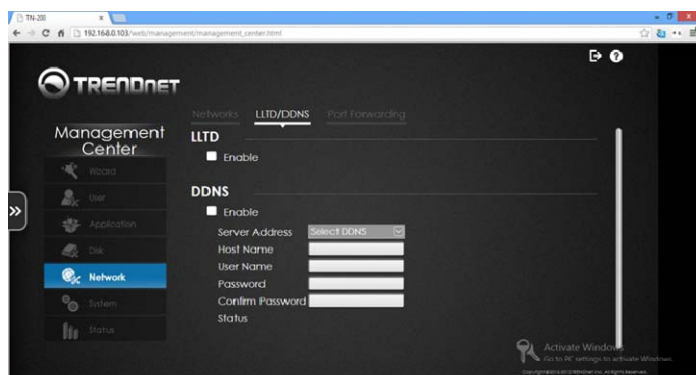 TN-200
192.168.0.103/web/management/management_center.html
TRENDNET
Networks LLTD/DDNS Port Forwarding
Management Center
LLTD
Enable
Wizard
DDNS
User
Enable
Application
Server Address Select DDNS
Disk
Host Name
Network
User Name
Password
System
Confirm Password
Status
Status
Activate Windows
Go to PC settings to activate Windows.